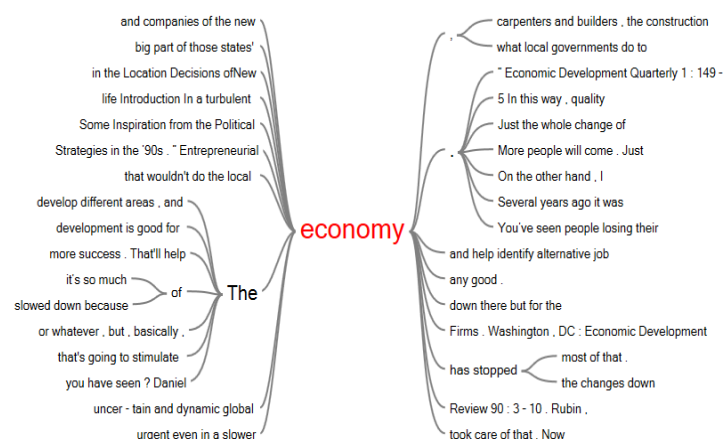 and companies of the new
big part of those states'
in the Location Decisions ofNew
life Introduction In a turbulent
Some Inspiration from the Political
Strategies in the '90s . " Entrepreneurial
that wouldn't do the local
develop different areas , and
development is good for
more success . That'll help
it's so much
slowed down because
of
or whatever , but , basically ,
that's going to stimulate
you have seen ? Daniel
The
uncer - tain and dynamic global
urgent even in a slower
economy
,
carpenters and builders , the construction
what local governments do to
.
" Economic Development Quarterly 1 : 149 -
5 In this way , quality
Just the whole change of
More people will come . Just
On the other hand , I
Several years ago it was
You've seen people losing their
and help identify alternative job
any good .
down there but for the
Firms . Washington , DC : Economic Development
has stopped
most of that .
the changes down
Review 90 : 3 - 10 . Rubin ,
took care of that . Now